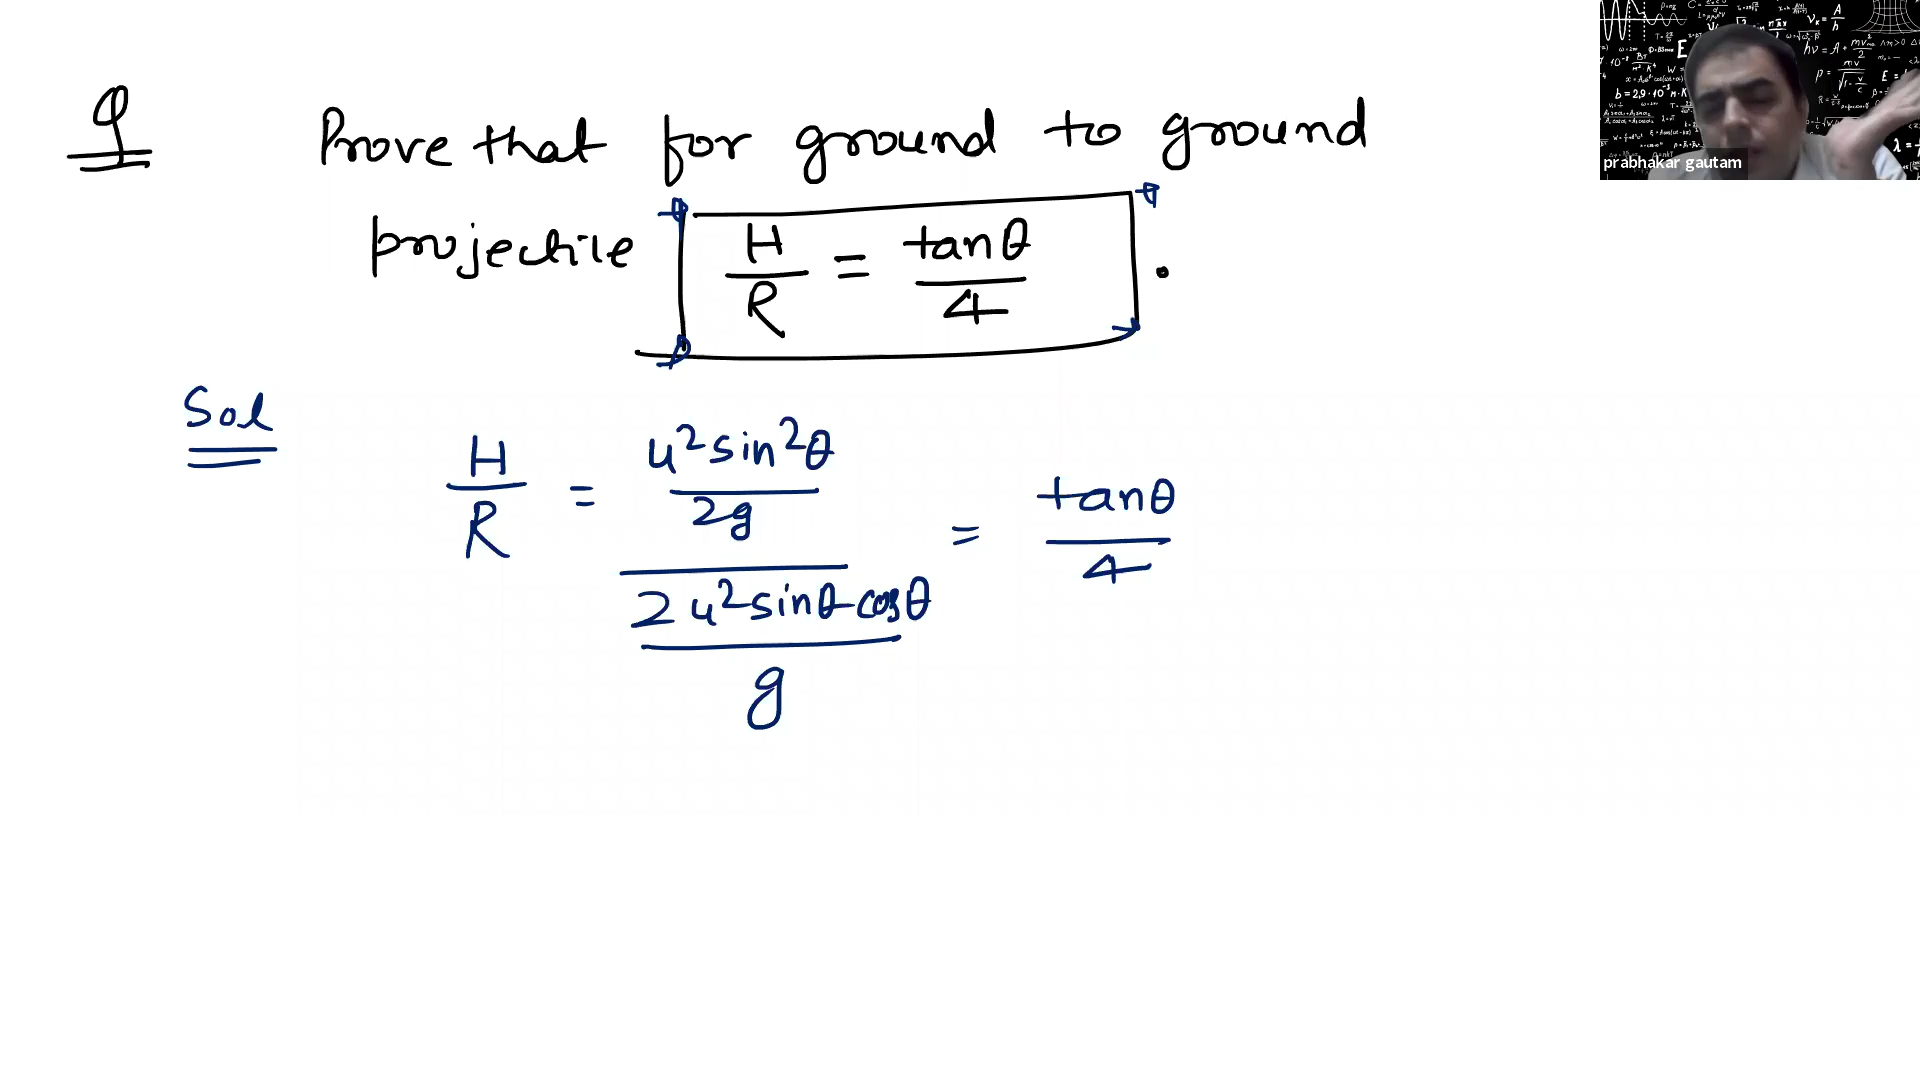 Q Prove that for ground to ground
projectile H/R = tanθ/4 .
Sol
H/R = (u²sin²θ/2g)/(2u²sinθcosθ/g) = tanθ/4
prabhakar gautam